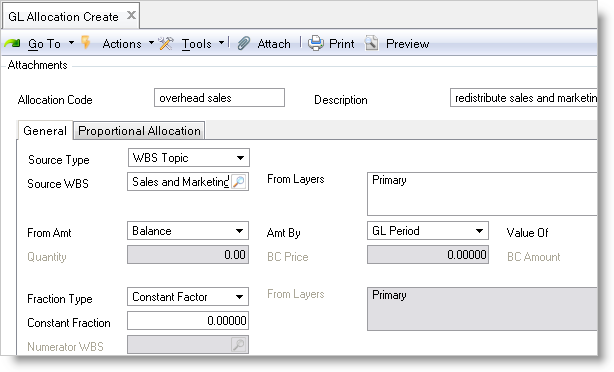 GL Allocation Create
Go To Actions Tools Attach Print Preview
Attachments
Allocation Code overhead sales Description redistribute sales and marketin
General Proportional Allocation
Source Type WBS Topic
Source WBS Sales and Marketing From Layers Primary
From Amt Balance Amt By GL Period Value Of
Quantity 0.00 BC Price 0.00000 BC Amount
Fraction Type Constant Factor From Layers Primary
Constant Fraction 0.00000
Numerator WBS